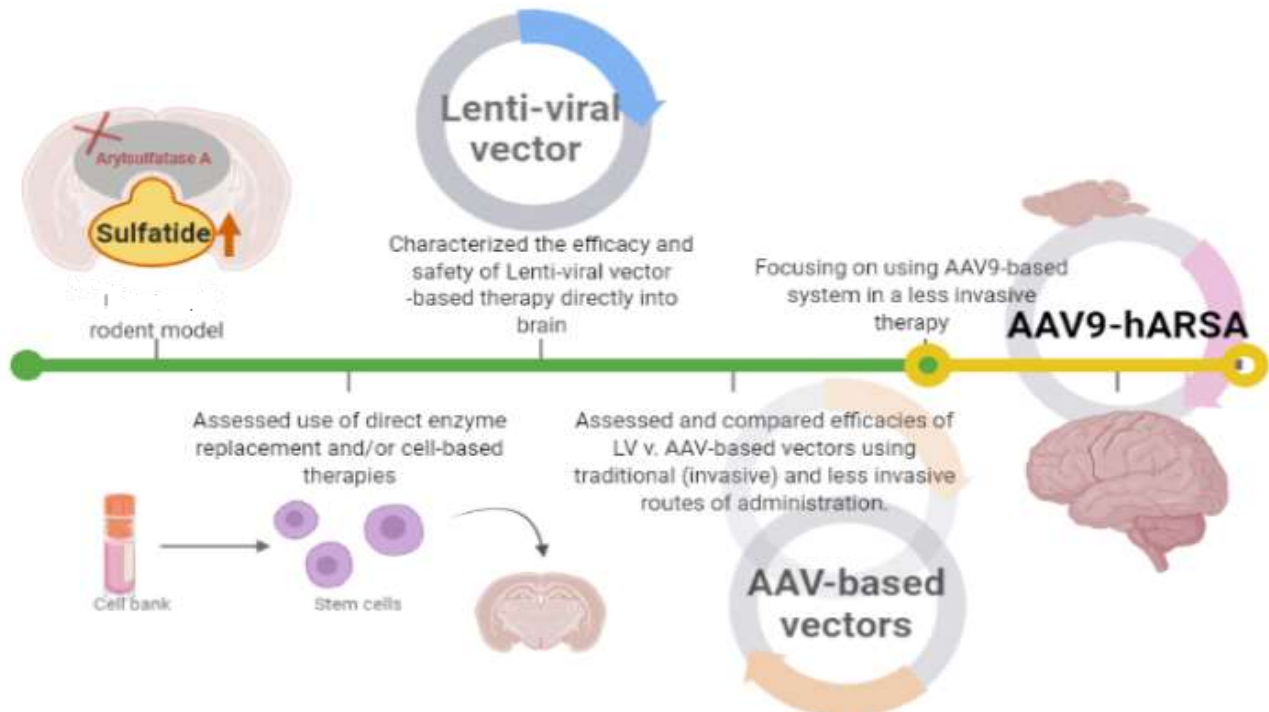 Arylsulfatase A
Sulfatide
rodent model
Lenti-viral
vector
Characterized the efficacy and
safety of Lenti-viral vector
-based therapy directly into
brain
Focusing on using AAV9-based
system in a less invasive
therapy
AAV9-hARSA
Assessed use of direct enzyme
replacement and/or cell-based
therapies
Cell bank
Stem cells
Assessed and compared efficacies of
LV v. AAV-based vectors using
traditional (invasive) and less invasive
routes of administration.
AAV-based
vectors